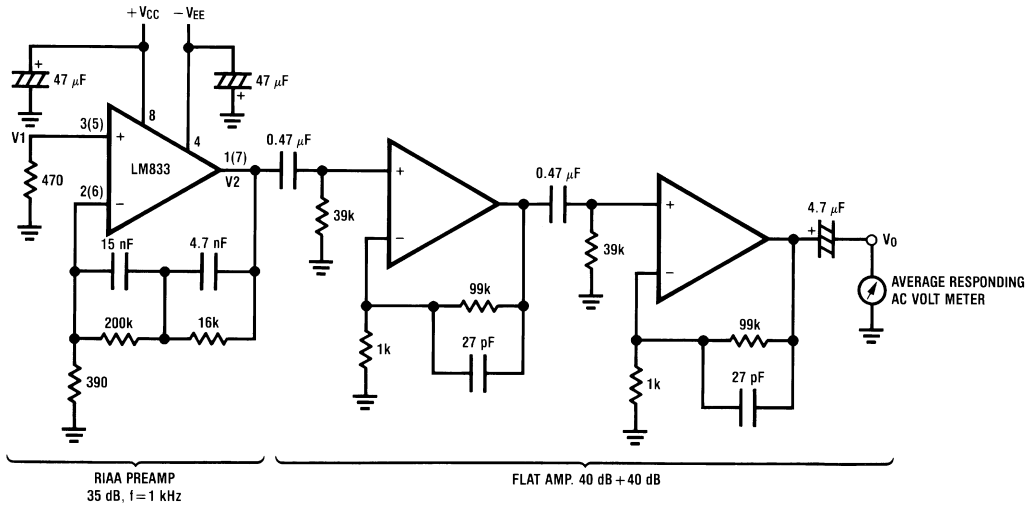 +VCC
−VEE
+
47 µF
47 µF
+
8
3(5)
V1
+
4
0.47 µF
LM833
1(7)
V2
470
2(6)
−
+
0.47 µF
39k
−
15 nF
4.7 nF
+
4.7 µF
+
VO
39k
−
AVERAGE RESPONDING
AC VOLT METER
99k
200k
16k
1k
27 pF
99k
390
1k
27 pF
RIAA PREAMP
35 dB, f=1 kHz
FLAT AMP. 40 dB+40 dB